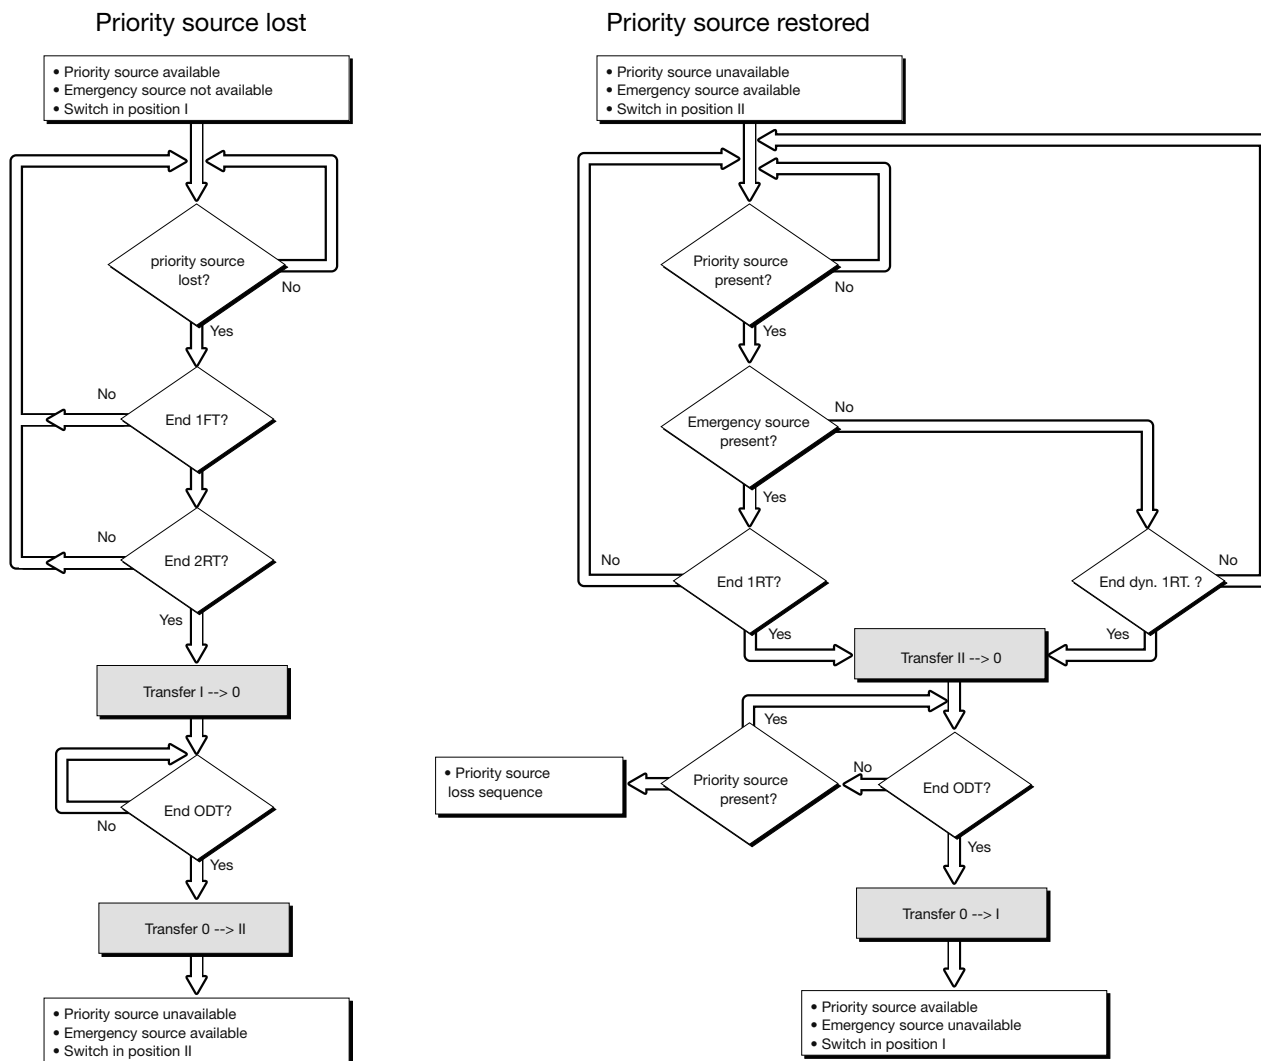 Priority source lost
• Priority source available
• Emergency source not available
• Switch in position I
priority source
lost?
No
Yes
No
End 1FT?
No
End 2RT?
Yes
Transfer I --> 0
End ODT?
No
Yes
Transfer 0 --> II
• Priority source unavailable
• Emergency source available
• Switch in position II
Priority source restored
• Priority source unavailable
• Emergency source available
• Switch in position II
Priority source
present?
No
Yes
Emergency source
present?
No
Yes
No
End 1RT?
Yes
End dyn. 1RT. ?
No
Yes
Transfer II --> 0
Yes
• Priority source
loss sequence
Priority source
present?
No
End ODT?
Yes
Transfer 0 --> I
• Priority source available
• Emergency source unavailable
• Switch in position I